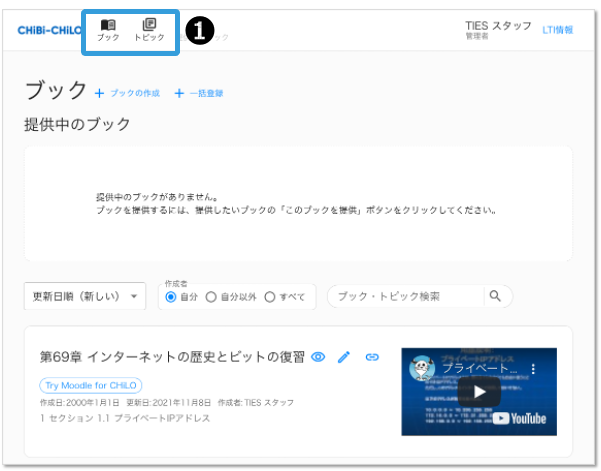 CHiBi-CHiLO
ブック
トピック
❶
ック
TIES スタッフ
管理者
LTI情報
ブック + ブックの作成 + 一括登録
提供中のブック
提供中のブックがありません。
ブックを提供するには、提供したいブックの「このブックを提供」ボタンをクリックしてください。
更新日順（新しい）
作成者
自分 自分以外 すべて
ブック・トピック検索
第69章 インターネットの歴史とビットの復習
Try Moodle for CHiLO
作成日:2000年1月1日 更新日:2021年11月8日 作成者:TIES スタッフ
1 セクション 1.1 プライベートIPアドレス
プライベート...
YouTube